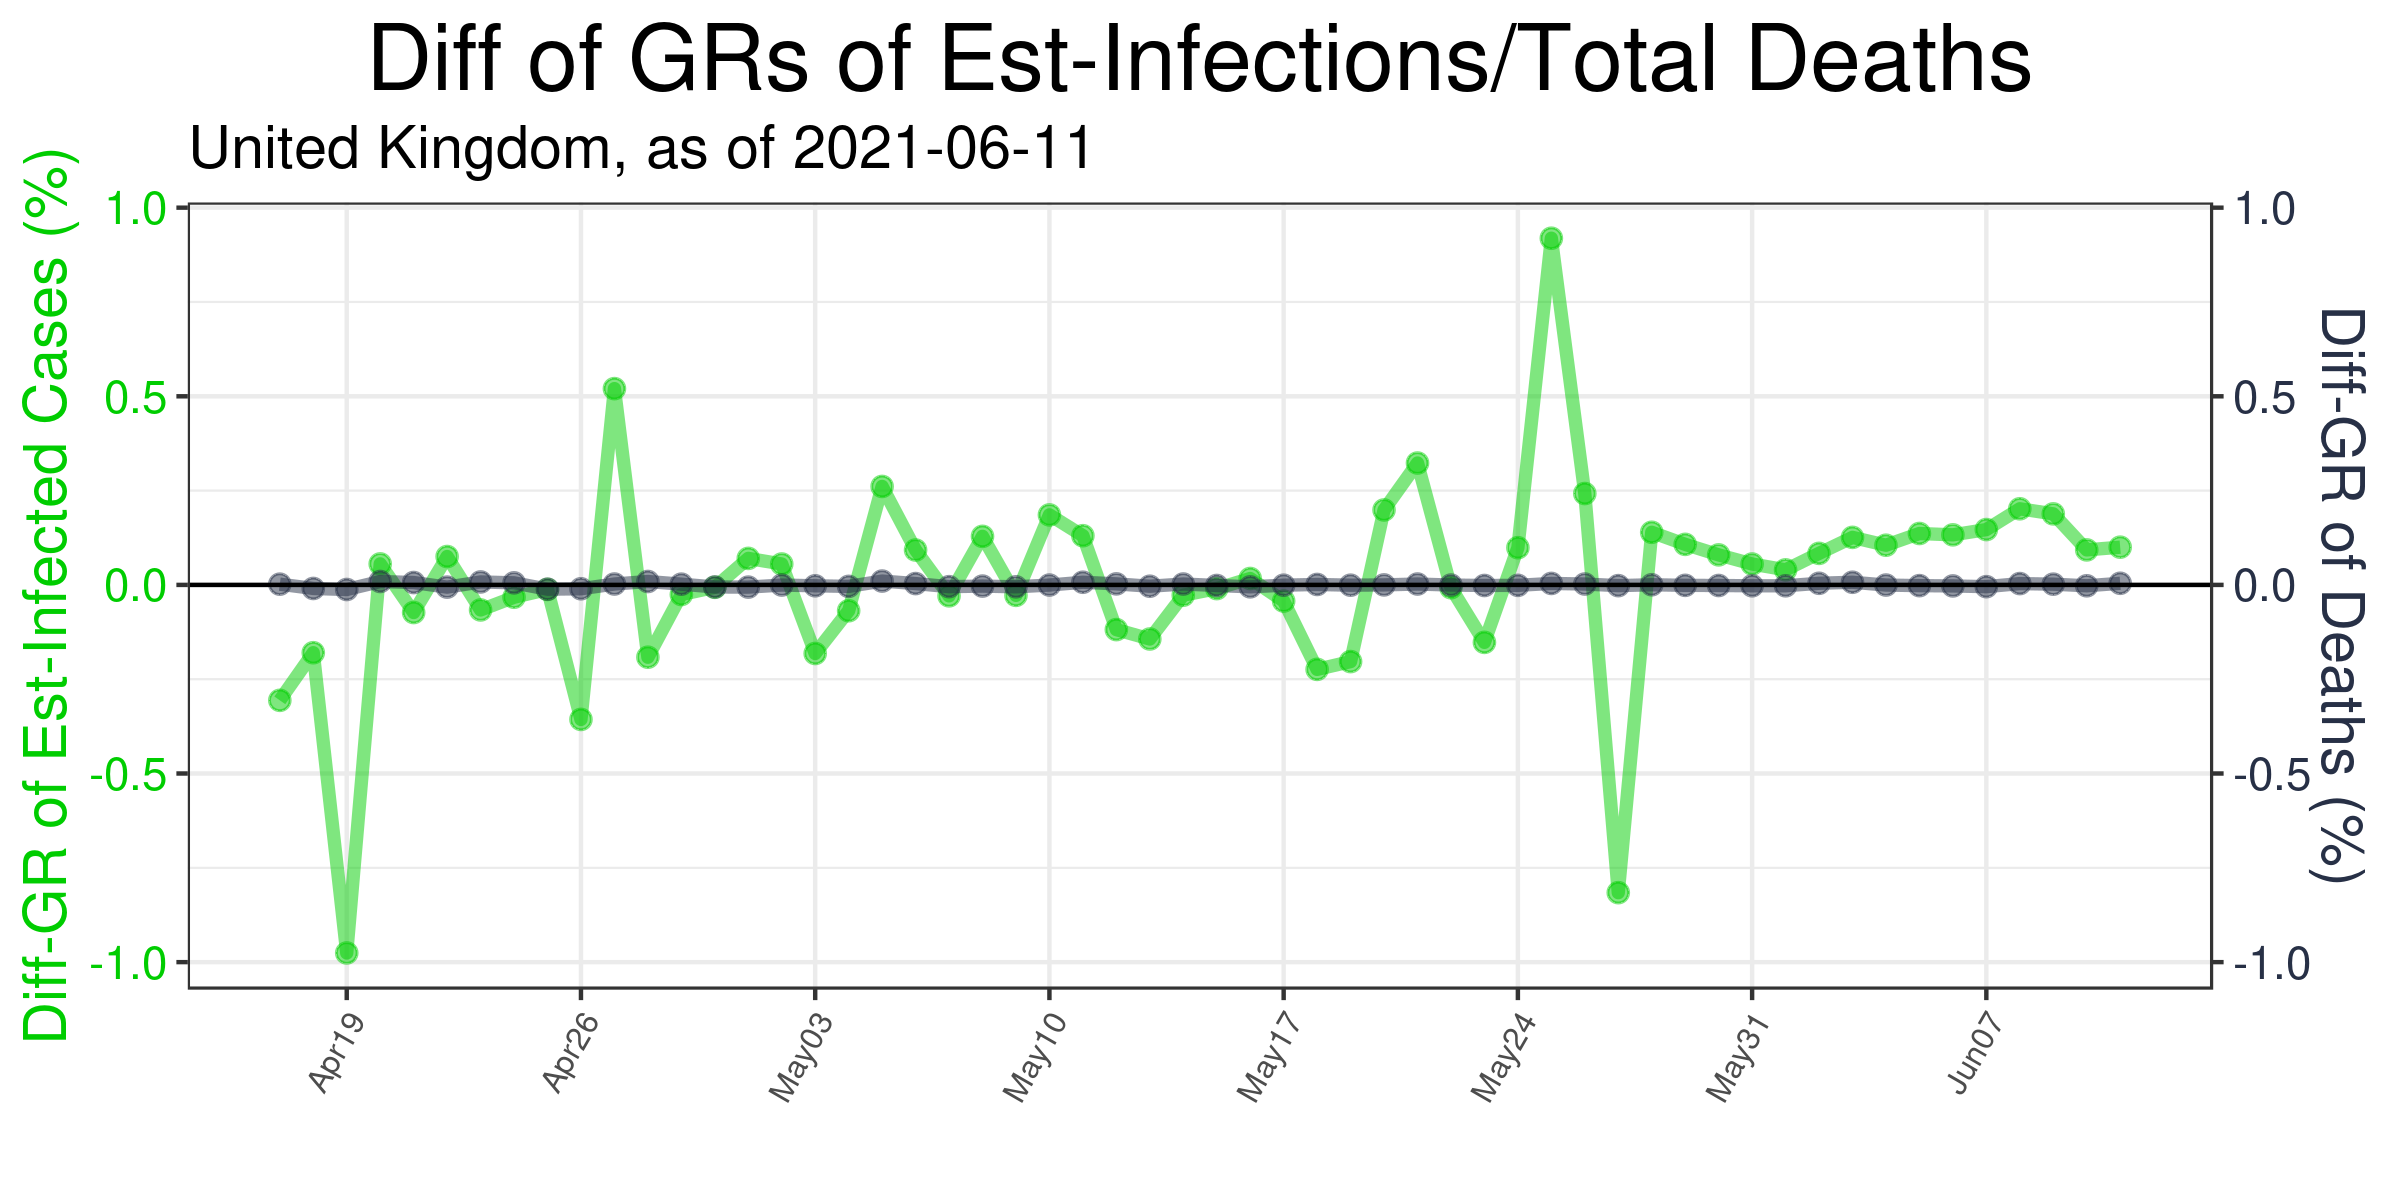 Diff of GRs of Est-Infections/Total Deaths
United Kingdom, as of 2021-06-11
Diff-GR of Est-Infected Cases (%)
1.0
0.5
0.0
-0.5
-1.0
1.0
0.5
0.0
-0.5
-1.0
Diff-GR of Deaths (%)
Apr19
Apr26
May03
May10
May17
May24
May31
Jun07